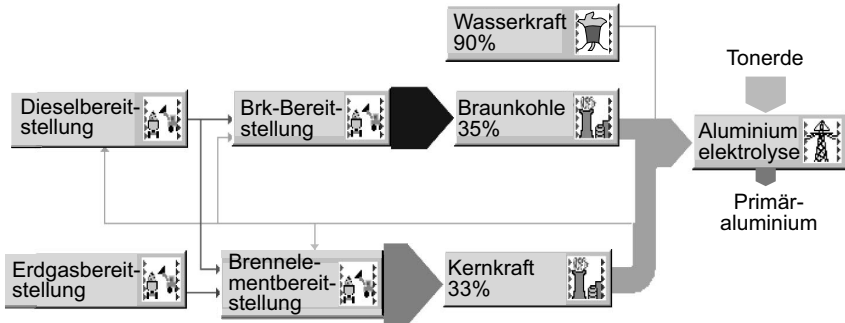 Wasserkraft
90%
Tonerde
Dieselbereit-
stellung
Brk-Bereit-
stellung
Braunkohle
35%
Aluminium
elektrolyse
Primär-
aluminium
Erdgasbereit-
stellung
Brennele-
mentbereit-
stellung
Kernkraft
33%